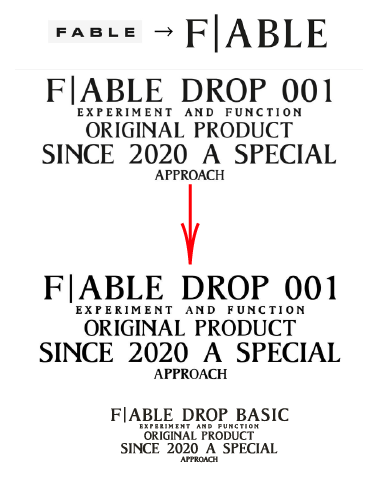 FABLE → F|ABLE
F|ABLE DROP 001
EXPERIMENT AND FUNCTION
ORIGINAL PRODUCT
SINCE 2020 A SPECIAL
APPROACH
F|ABLE DROP 001
EXPERIMENT AND FUNCTION
ORIGINAL PRODUCT
SINCE 2020 A SPECIAL
APPROACH
F|ABLE DROP BASIC
EXPERIMENT AND FUNCTION
ORIGINAL PRODUCT
SINCE 2020 A SPECIAL
APPROACH